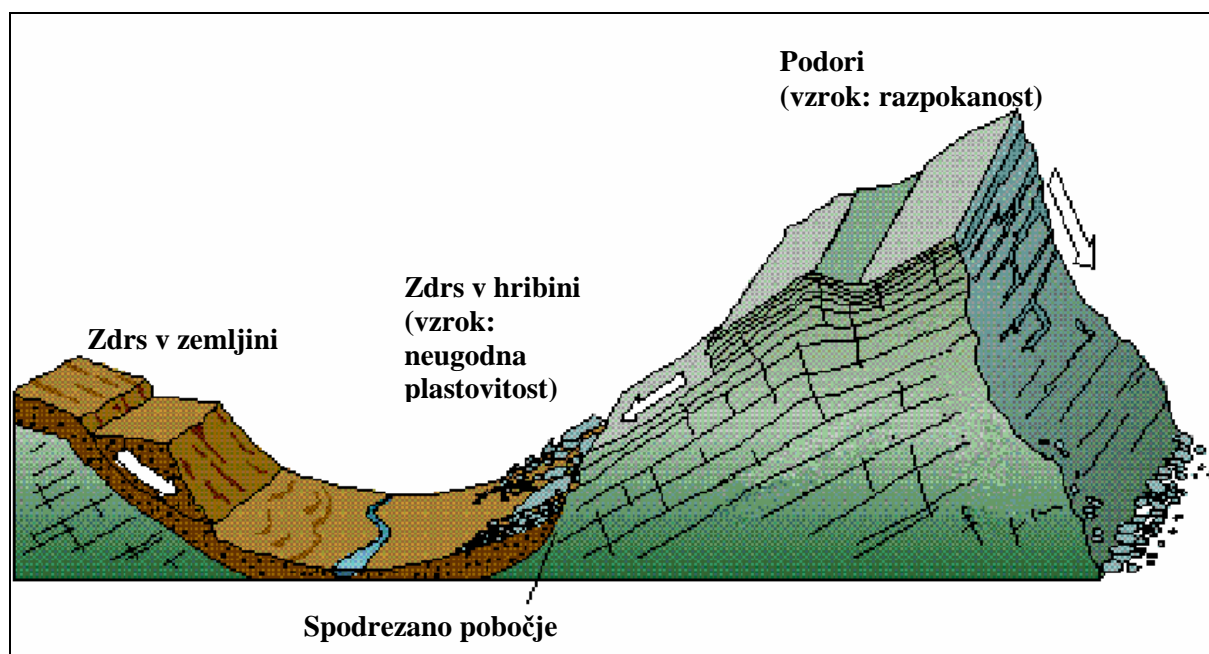 Podori
(vzrok: razpokanost)
Zdrs v hribini
(vzrok:
neugodna
plastovitost)
Zdrs v zemljini
Spodrezano pobočje